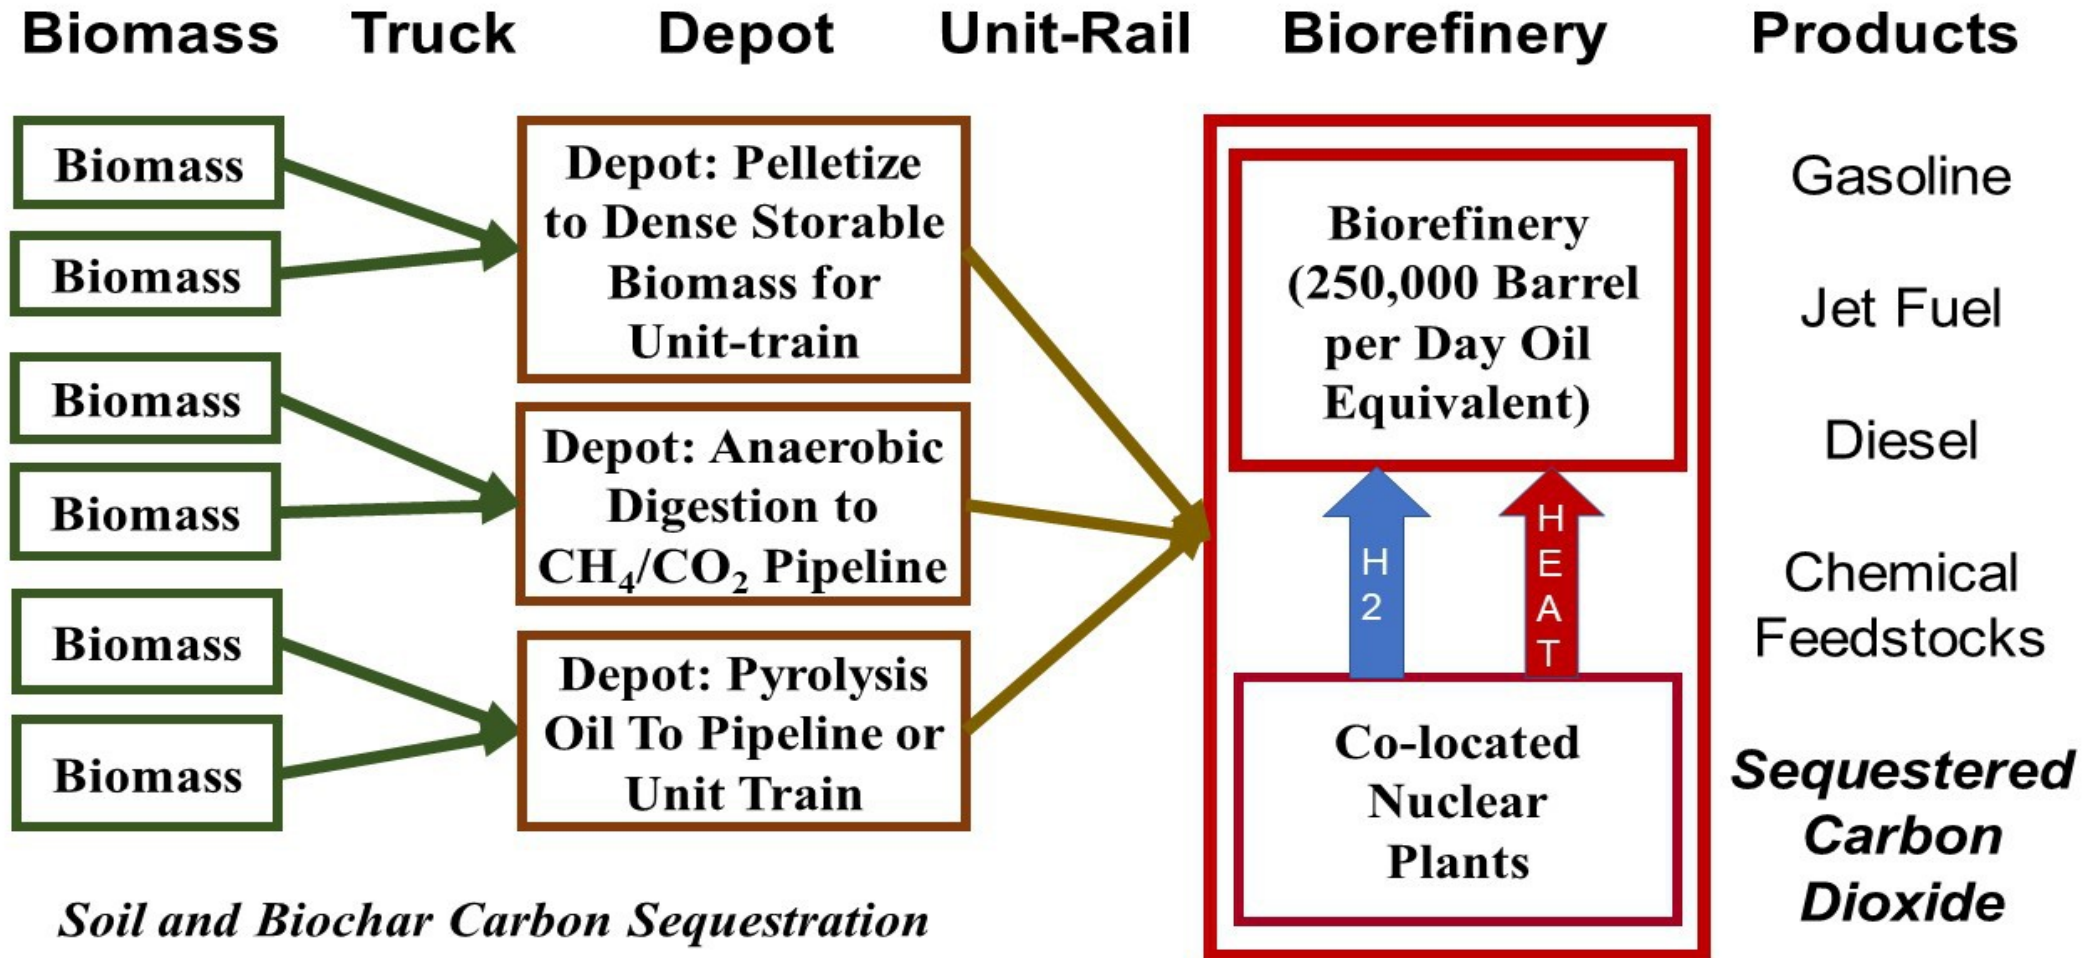 Biomass Truck Depot Unit-Rail Biorefinery Products
Biomass
Biomass
Biomass
Biomass
Biomass
Biomass
Depot: Pelletize
to Dense Storable
Biomass for
Unit-train
Depot: Anaerobic
Digestion to
CH₄/CO₂ Pipeline
Depot: Pyrolysis
Oil To Pipeline or
Unit Train
Soil and Biochar Carbon Sequestration
Biorefinery
(250,000 Barrel
per Day Oil
Equivalent)
H
2
H
E
A
T
Co-located
Nuclear
Plants
Gasoline
Jet Fuel
Diesel
Chemical
Feedstocks
Sequestered
Carbon
Dioxide